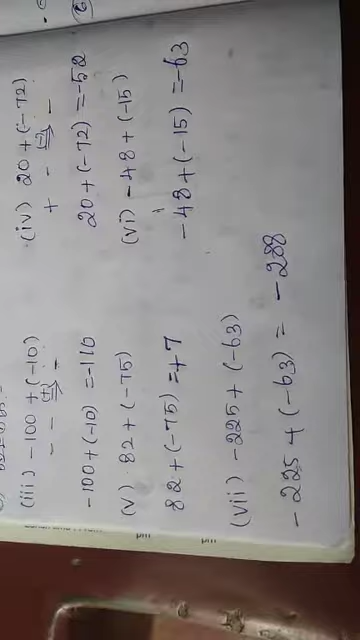 (iii) -100 + (-10)
- - (+) -
-100 + (-10) = -110
(iv) 20 + (-72)
+ - (-) -
20 + (-72) = -52
(v) 82 + (-75)
82 + (-75) = +7
(vi) -48 + (-15)
-48 + (-15) = -63
(vii) -225 + (-63)
-225 + (-63) = -288